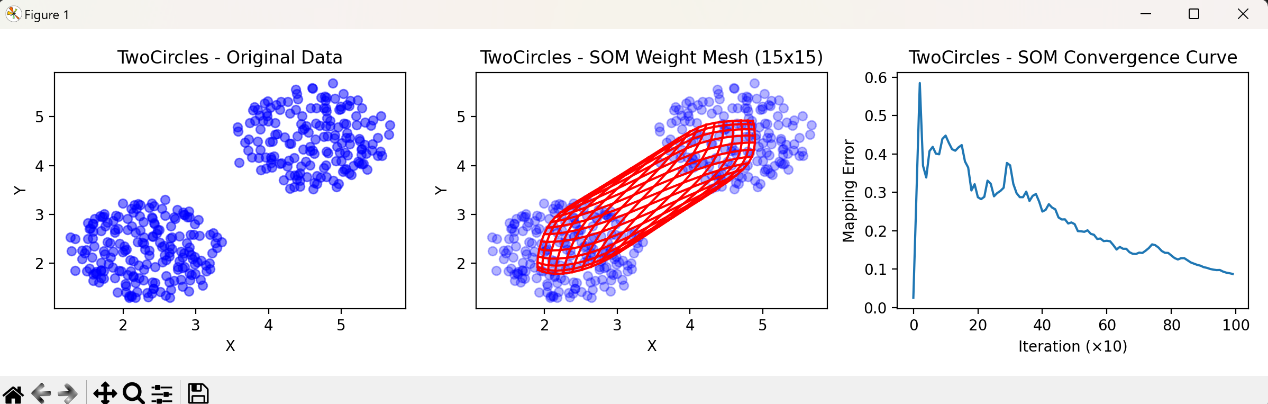 Figure 1
TwoCircles - Original Data
Y
5
4
3
2
2 3 4 5
X
TwoCircles - SOM Weight Mesh (15x15)
Y
5
4
3
2
2 3 4 5
X
TwoCircles - SOM Convergence Curve
Mapping Error
0.6
0.5
0.4
0.3
0.2
0.1
0.0
0 20 40 60 80 100
Iteration (×10)